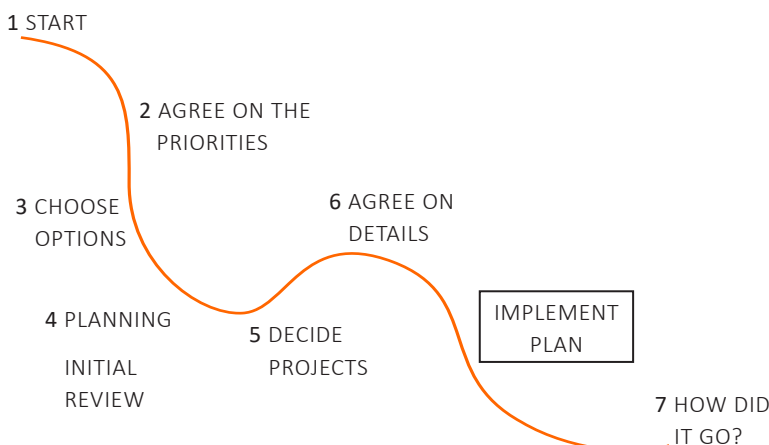 1 START
2 AGREE ON THE
PRIORITIES
3 CHOOSE
OPTIONS
4 PLANNING
INITIAL
REVIEW
5 DECIDE
PROJECTS
6 AGREE ON
DETAILS
IMPLEMENT
PLAN
7 HOW DID
IT GO?